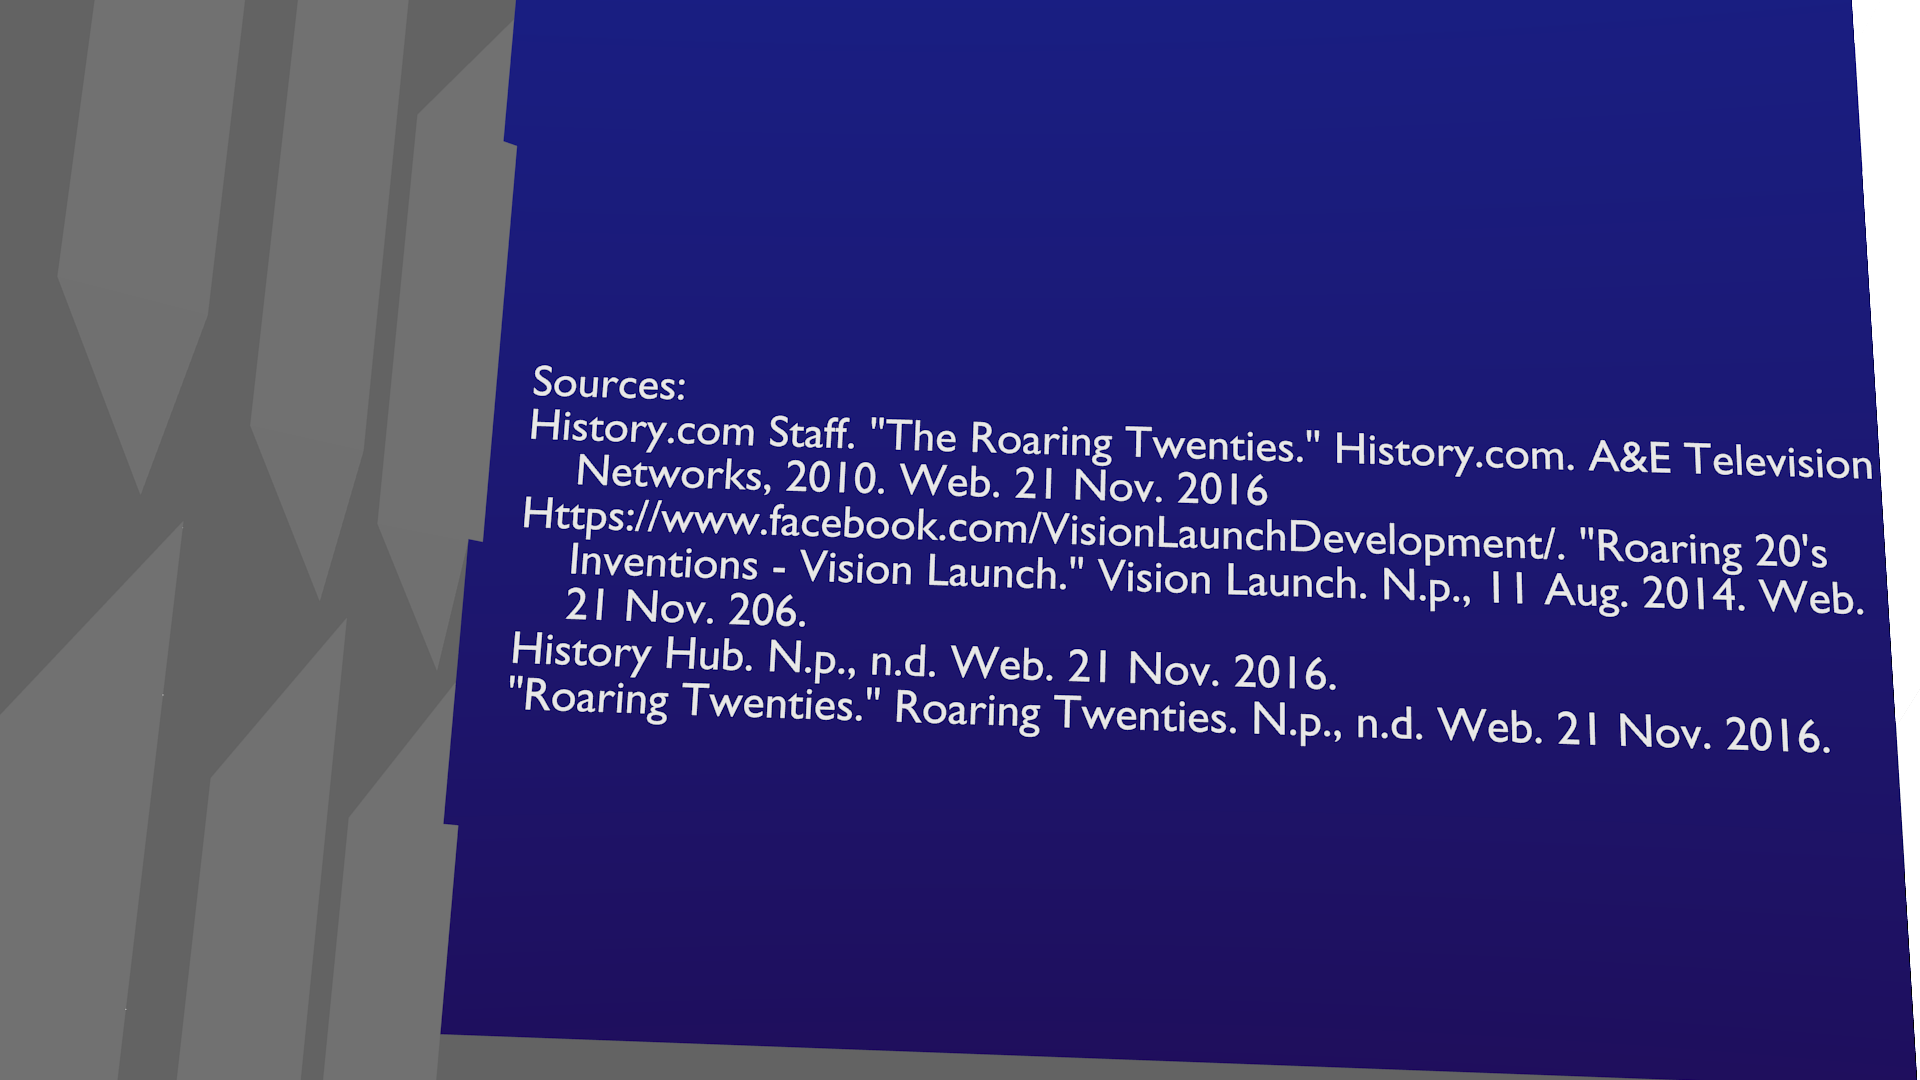 Sources:
History.com Staff. "The Roaring Twenties." History.com. A&E Television
Networks, 2010. Web. 21 Nov. 2016
Https://www.facebook.com/VisionLaunchDevelopment/. "Roaring 20's
Inventions - Vision Launch." Vision Launch. N.p., 11 Aug. 2014. Web.
21 Nov. 206.
History Hub. N.p., n.d. Web. 21 Nov. 2016.
"Roaring Twenties." Roaring Twenties. N.p., n.d. Web. 21 Nov. 2016.